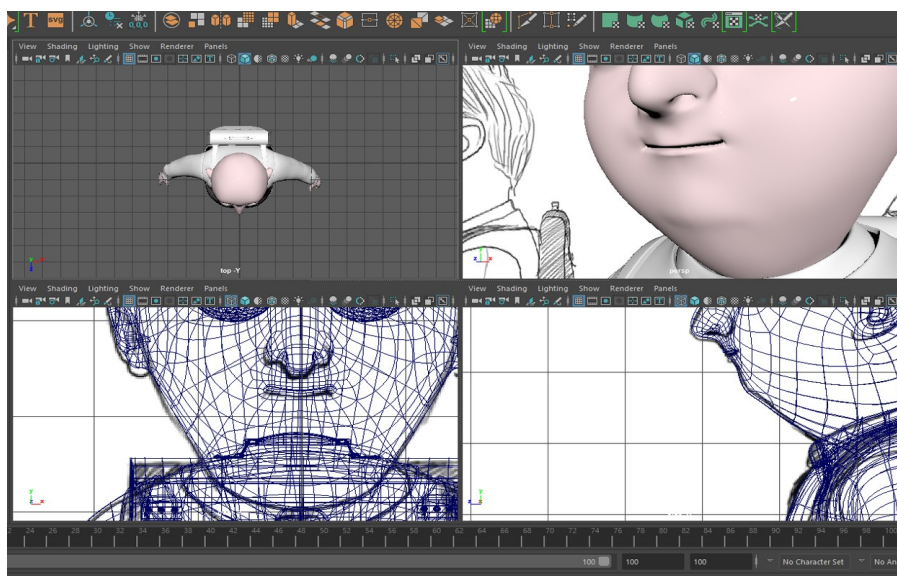 T svg 0,0,0
View Shading Lighting Show Renderer Panels
View Shading Lighting Show Renderer Panels
top -Y
persp
View Shading Lighting Show Renderer Panels
View Shading Lighting Show Renderer Panels
24 26 28 30 32 34 36 38 40 42 44 46 48 50 52 54 56 58 60 62 64 66 68 70 72 74 76 78 80 82 84 86 88 90 92 94 96 98 100
100 100 100 No Character Set No An